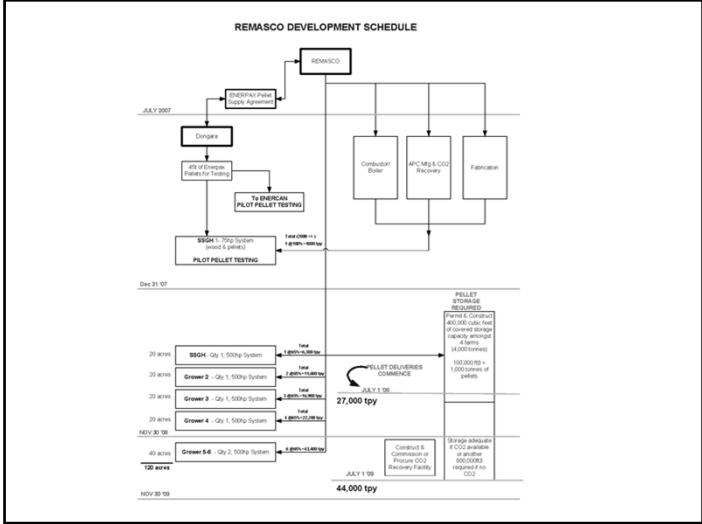 REMASCO DEVELOPMENT SCHEDULE
REMASCO
ENERPAX Pellet
Supply Agreement
JULY 2007
Dongara
of Enerpax
Pellets for Testing
To ENERCAN
PILOT PELLET TESTING
Combustor/
Boiler
APC Mfg & CO2
Recovery
Fabrication
SSGH 1- 75hp System
(wood & pellets)
PILOT PELLET TESTING
Total
Dec 31 '07
PELLET
STORAGE
REQUIRED
Permit & Construct
400,000 cubic feet
of covered storage
capacity amongst
4 farms
(4,000 tonnes)
100,000 ft3 =
1,000 tonnes of
pellets
20 acres
SSGH - Qty 1, 500hp System
Total
20 acres
Grower 2 - Qty 1, 500hp System
Total
PELLET DELIVERIES
COMMENCE
JULY 1 '08
27,000 tpy
20 acres
Grower 3 - Qty 1, 500hp System
Total
20 acres
Grower 4 - Qty 1, 500hp System
Total
NOV 30 '08
40 acres
Grower 5-6 - Qty 2, 500hp System
120 acres
Construct &
Commission or
Procure CO2
Recovery Facility
Storage adequate
if CO2 available
or another
required if no
CO2
JULY 1 '09
44,000 tpy
NOV 30 '09